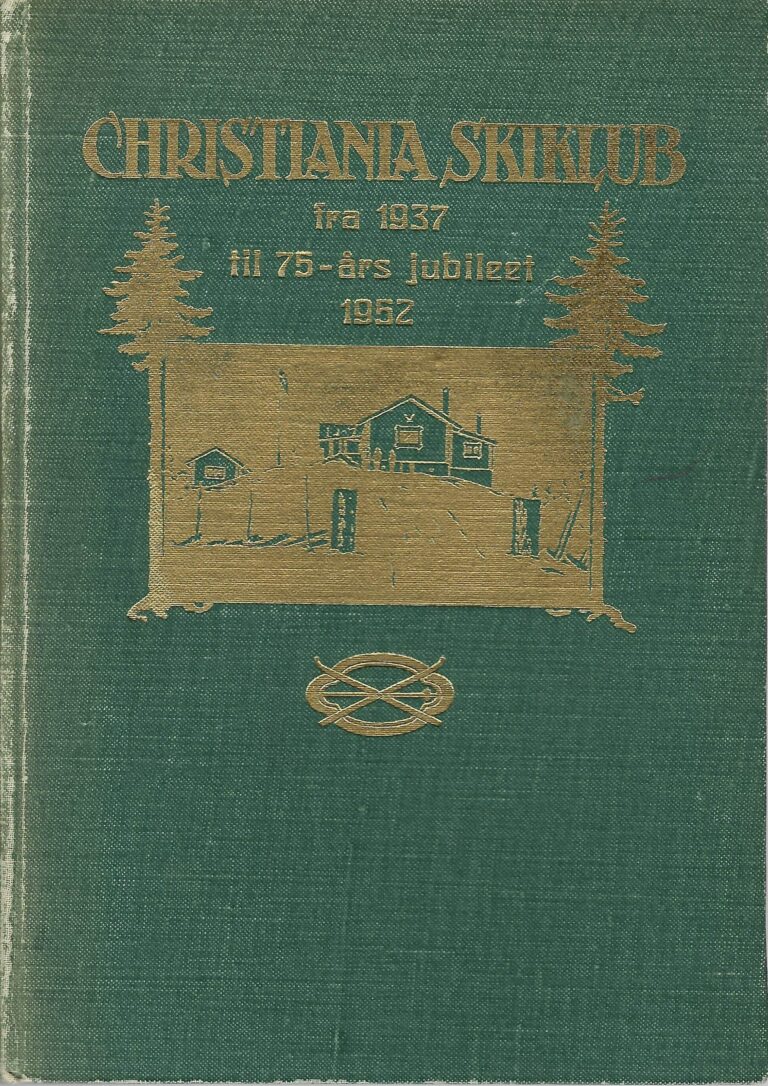 CHRISTIANIA SKIKLUB
fra 1937
til 75-års jubileet
1952